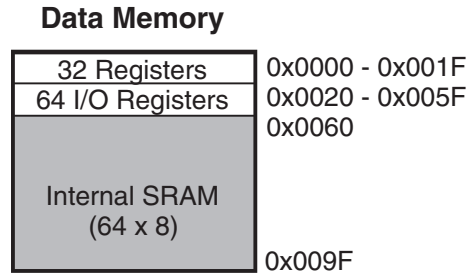 Data Memory
32 Registers 0x0000 - 0x001F
64 I/O Registers 0x0020 - 0x005F
0x0060
Internal SRAM
(64 x 8)
0x009F